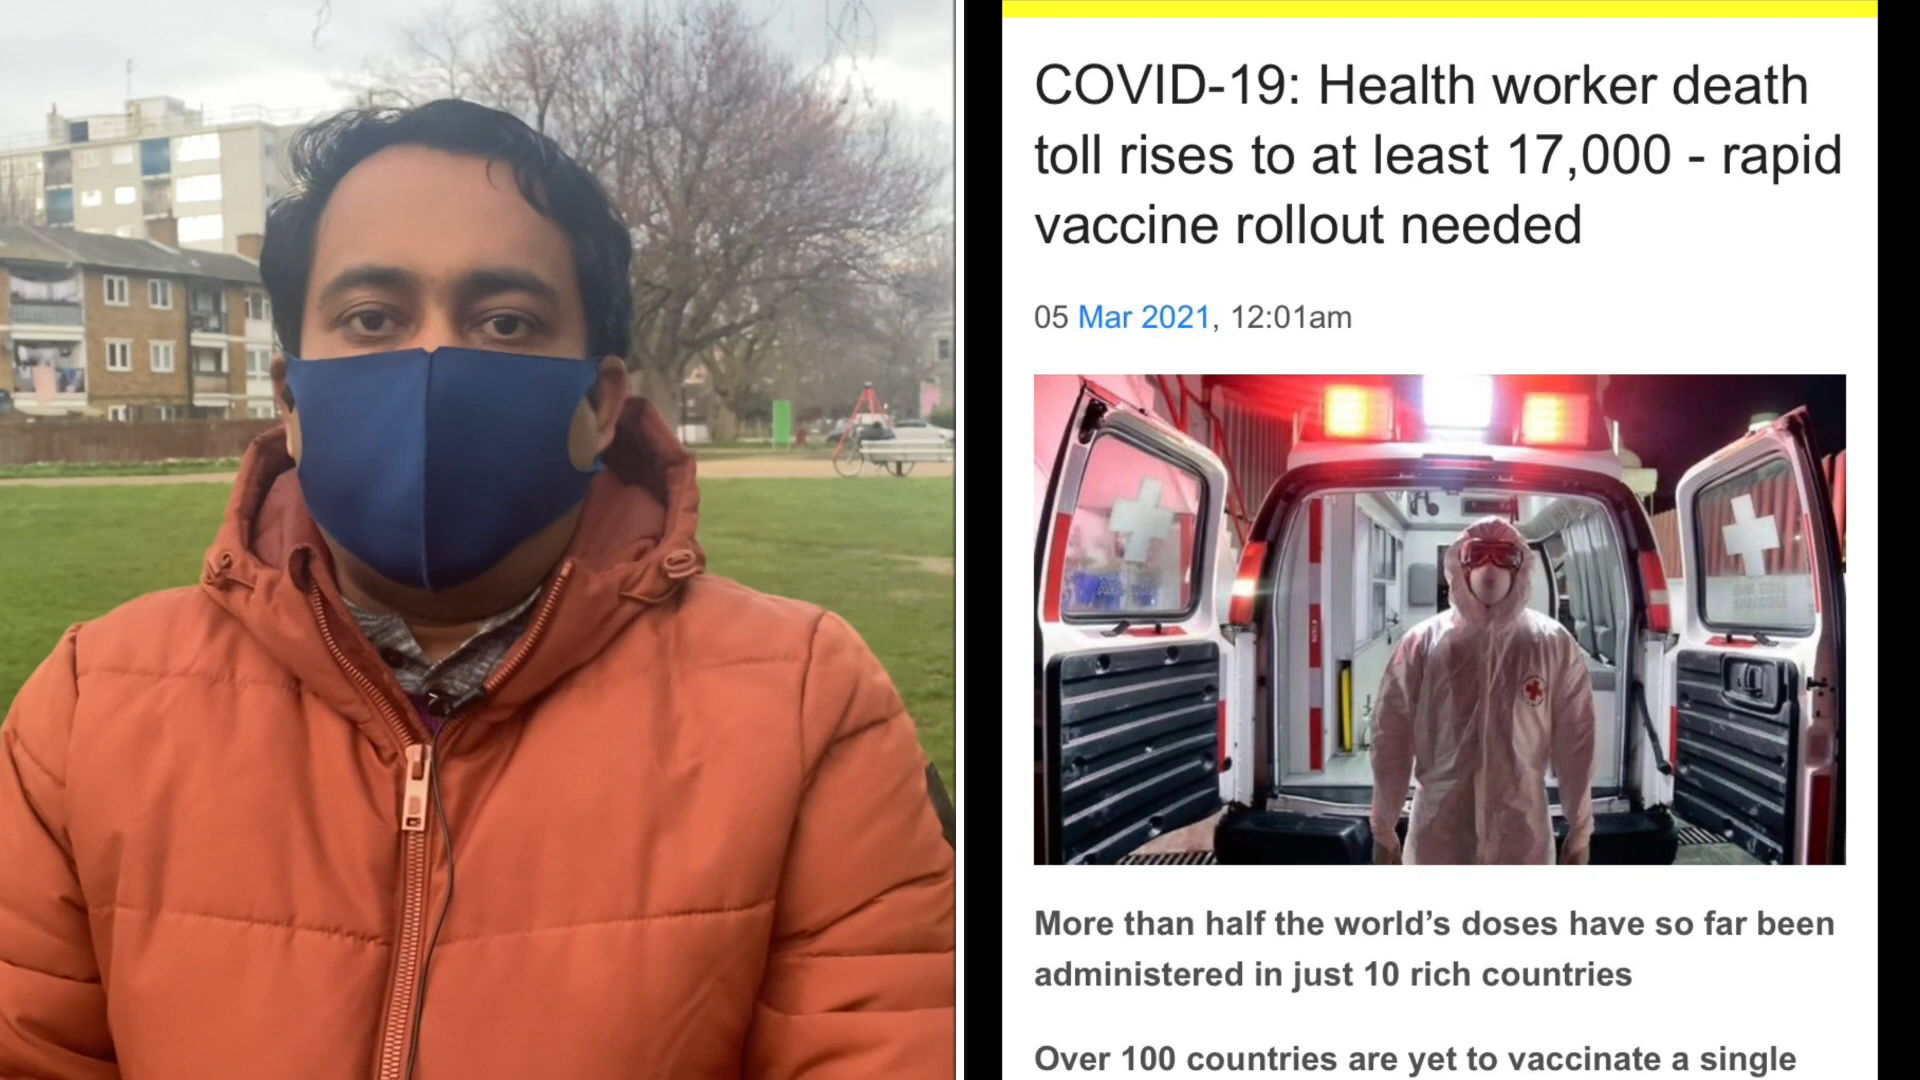 COVID-19: Health worker death
toll rises to at least 17,000 - rapid
vaccine rollout needed
05 Mar 2021, 12:01am
More than half the world’s doses have so far been
administered in just 10 rich countries
Over 100 countries are yet to vaccinate a single